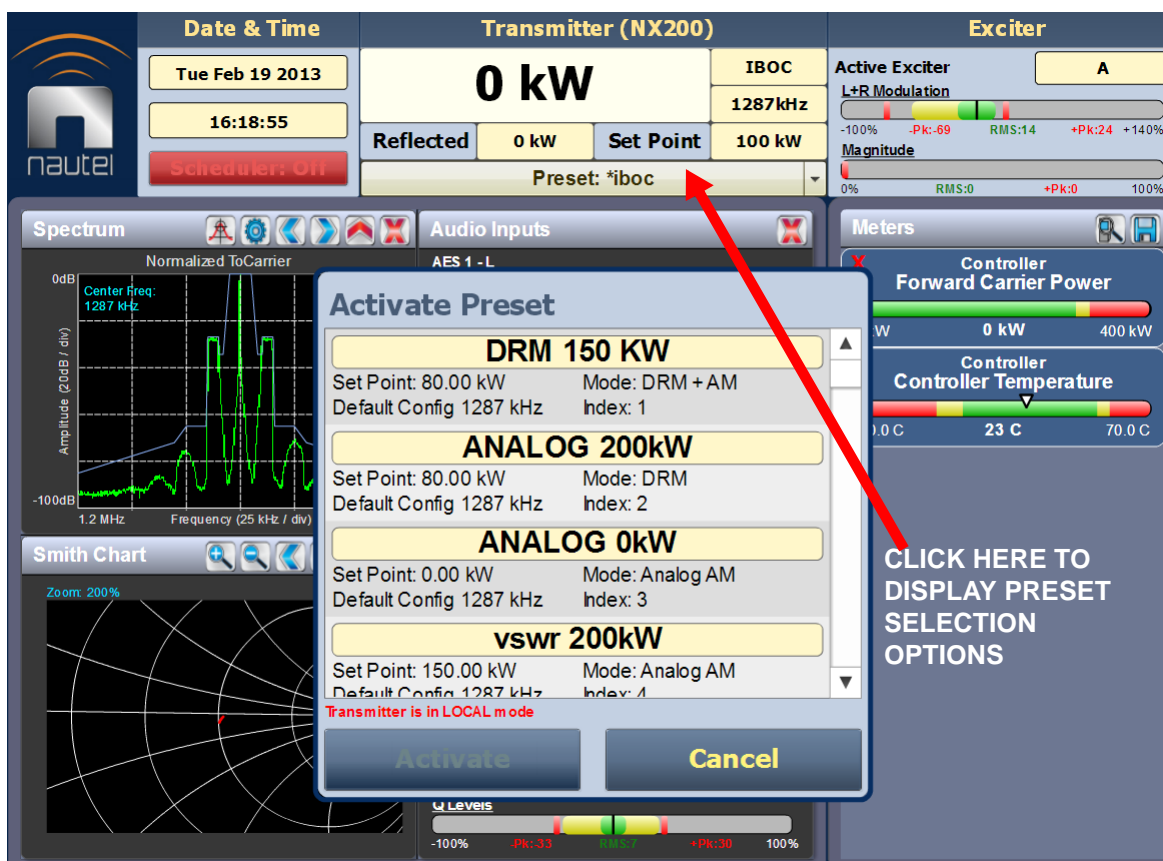 Date & Time
Transmitter (NX200)
Exciter
nautel
Tue Feb 19 2013
16:18:55
Scheduler: Off
0 kW
IBOC
1287kHz
Reflected 0 kW Set Point 100 kW
Preset: *iboc
Active Exciter A
L+R Modulation
-100% -Pk:-69 RMS:14 +Pk:24 +140%
Magnitude
0% RMS:0 +Pk:0 100%
Spectrum
Normalized ToCarrier
0dB
Center Freq:
1287 kHz
Amplitude (20dB / div)
-100dB
1.2 MHz Frequency (25 kHz / div)
Smith Chart
Zoom: 200%
Audio Inputs
AES 1 - L
Activate Preset
DRM 150 KW
Set Point: 80.00 kW Mode: DRM + AM
Default Config 1287 kHz Index: 1
ANALOG 200kW
Set Point: 80.00 kW Mode: DRM
Default Config 1287 kHz Index: 2
ANALOG 0kW
Set Point: 0.00 kW Mode: Analog AM
Default Config 1287 kHz Index: 3
vswr 200kW
Set Point: 150.00 kW Mode: Analog AM
Default Config 1287 kHz Index: 4
Transmitter is in LOCAL mode
Activate
Cancel
Q Levels
-100% -Pk:-33 RMS:7 +Pk:30 100%
Meters
Controller
Forward Carrier Power
0 kW 400 kW
Controller
Controller Temperature
23 C 70.0 C
CLICK HERE TO
DISPLAY PRESET
SELECTION
OPTIONS